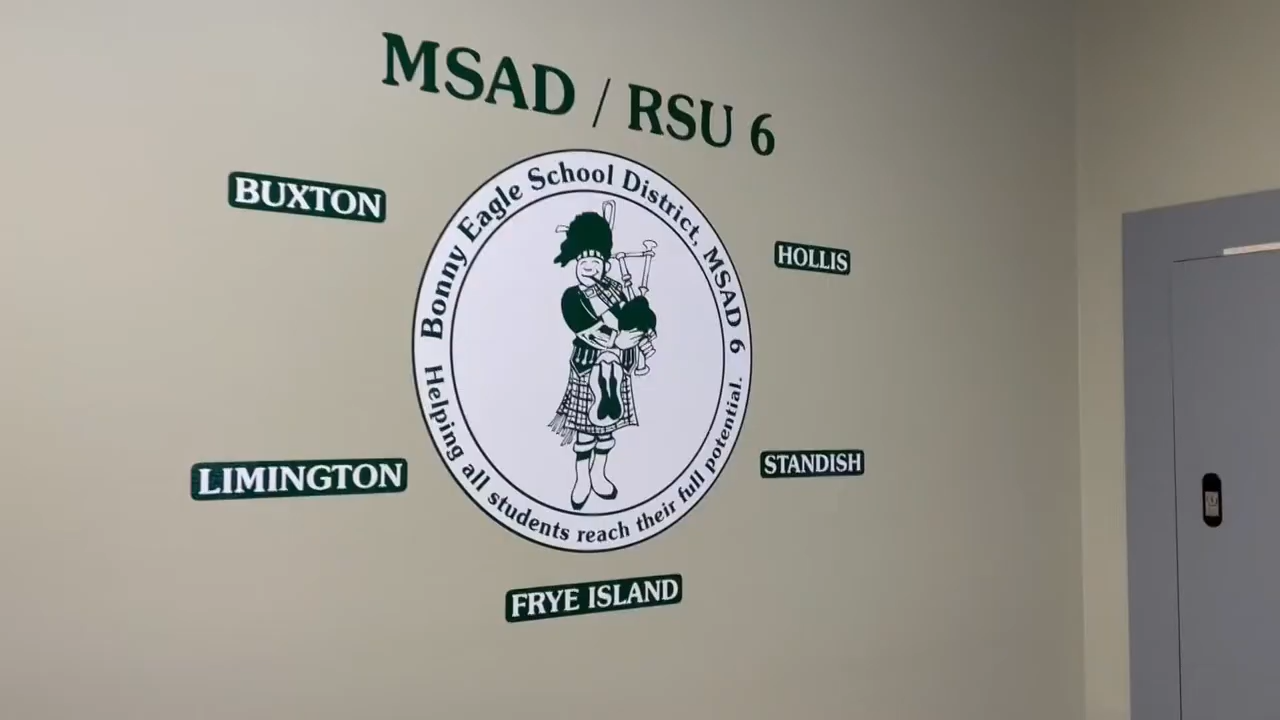 MSAD / RSU 6
BUXTON
Bonny Eagle School District, MSAD 6
HOLLIS
Helping all students reach their full potential.
LIMINGTON
STANDISH
FRYE ISLAND